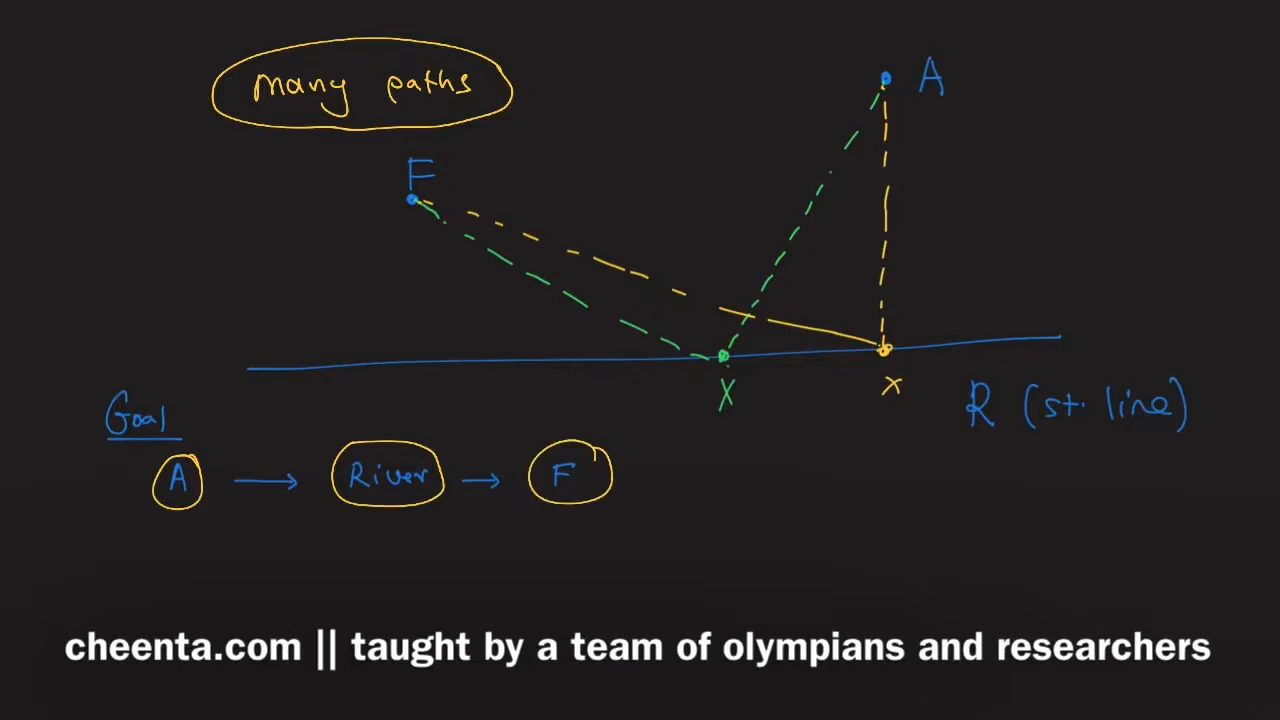 many paths
A
F
X
x
R (st. line)
Goal
A → River → F
cheenta.com || taught by a team of olympians and researchers